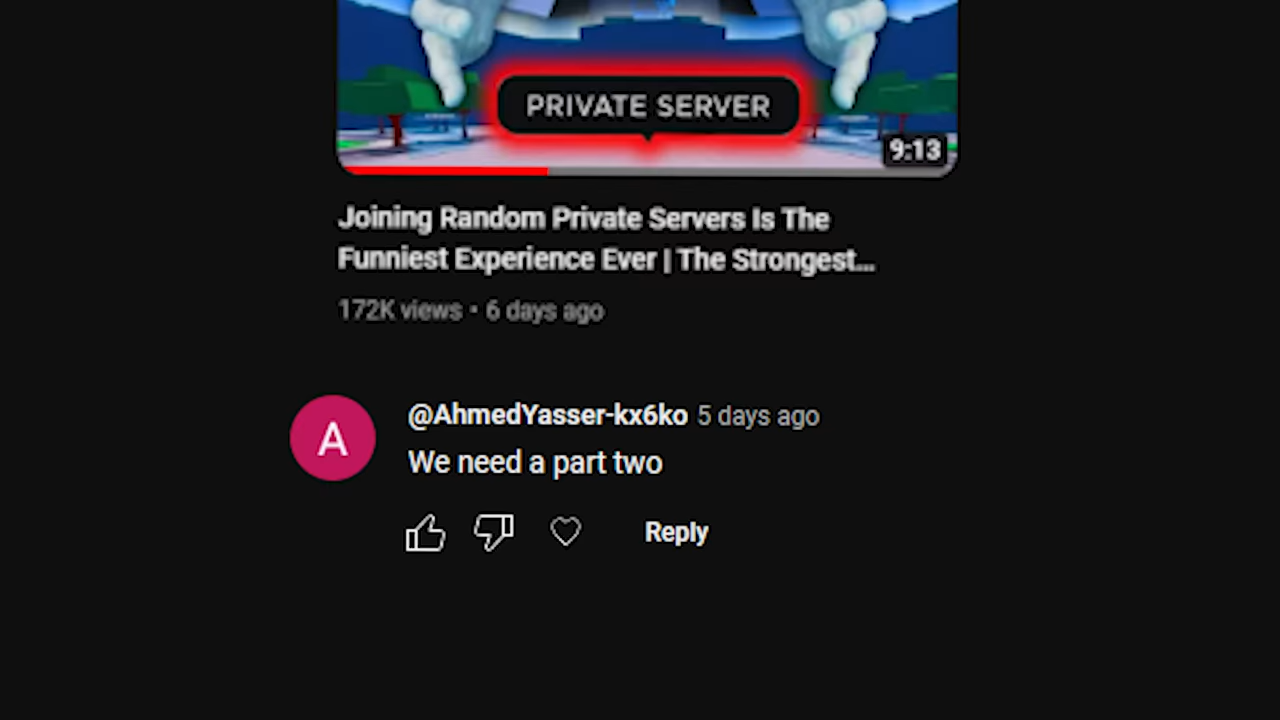 PRIVATE SERVER
9:13
Joining Random Private Servers Is The
Funniest Experience Ever | The Strongest...
172K views • 6 days ago
A
@AhmedYasser-kx6ko 5 days ago
We need a part two
Reply